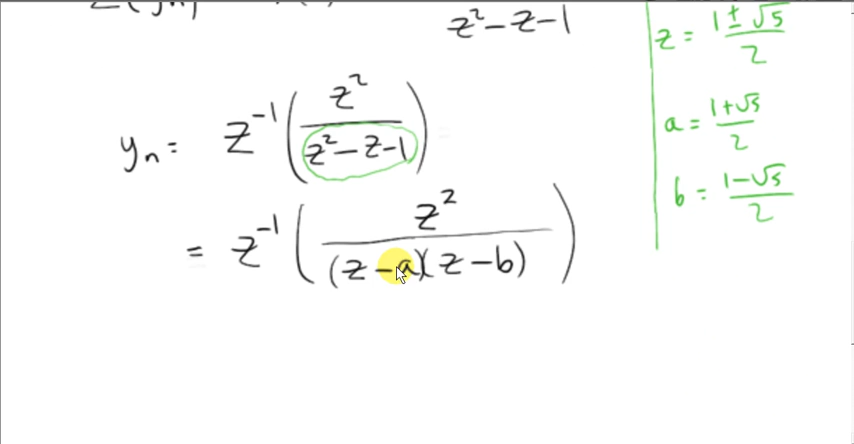 z²-z-1
z = 1±√5/2
yₙ = Z⁻¹(z²/z²-z-1)
a = 1+√5/2
= Z⁻¹(z²/(z-a)(z-b))
b = 1-√5/2